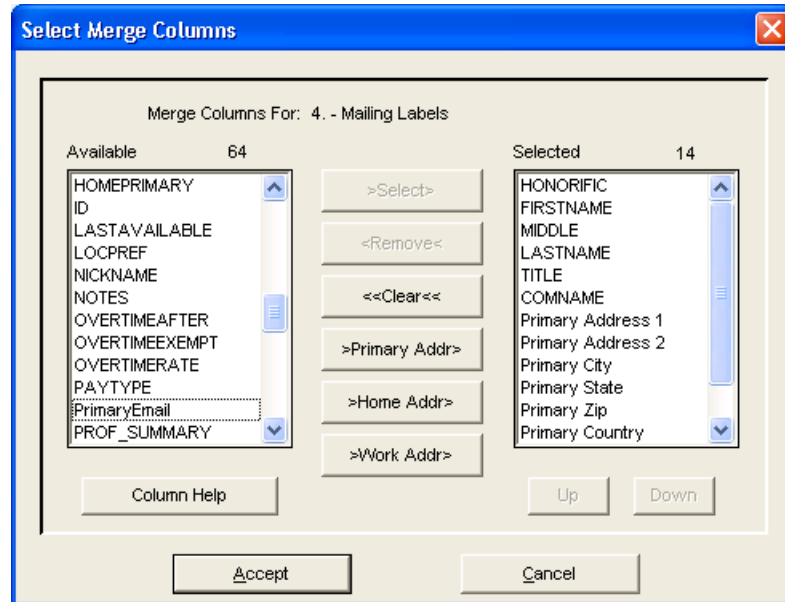 Select Merge Columns
Merge Columns For: 4. - Mailing Labels
Available 64
HOMEPRIMARY
ID
LASTAVAILABLE
LOCPREF
NICKNAME
NOTES
OVERTIMEAFTER
OVERTIMEEXEMPT
OVERTIMERATE
PAYTYPE
PrimaryEmail
PROF_SUMMARY
Column Help
>Select>
<Remove<
<<Clear<<
>Primary Addr>
>Home Addr>
>Work Addr>
Selected 14
HONORIFIC
FIRSTNAME
MIDDLE
LASTNAME
TITLE
COMNAME
Primary Address 1
Primary Address 2
Primary City
Primary State
Primary Zip
Primary Country
Up Down
Accept Cancel